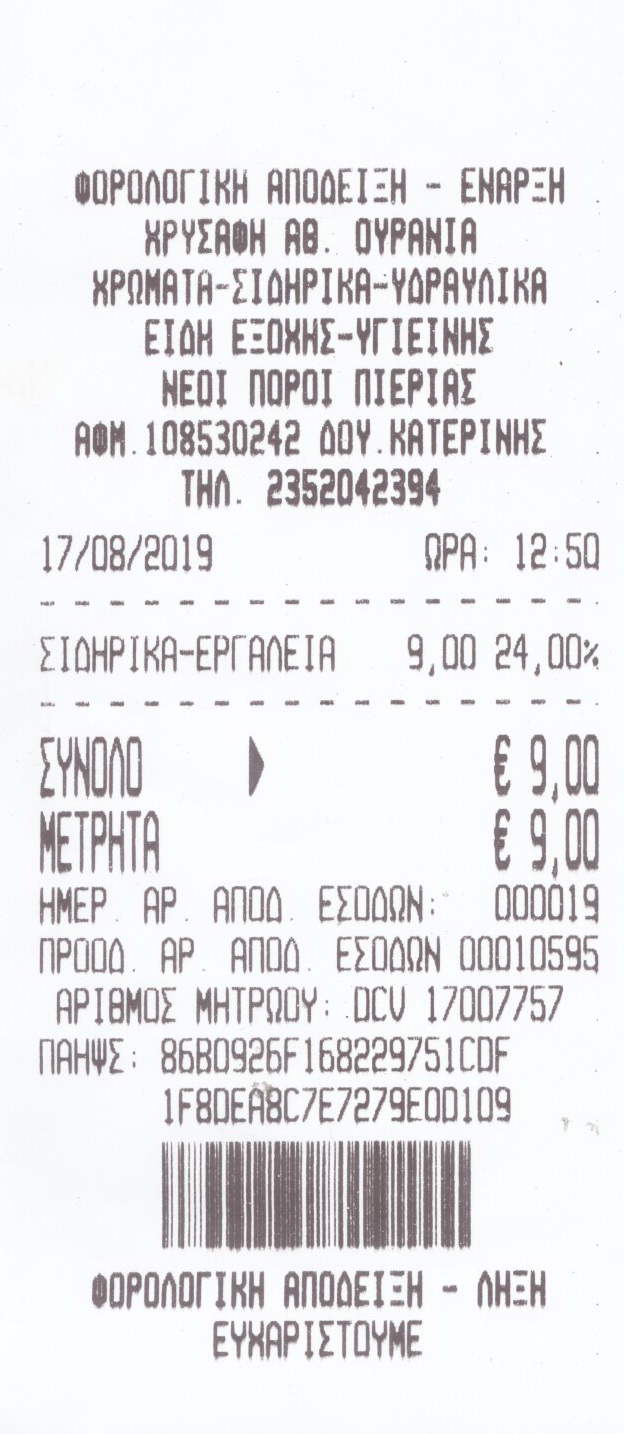 ΦΟΡΟΛΟΓΙΚΗ ΑΠΟΔΕΙΞΗ - ΕΝΑΡΞΗ
ΧΡΥΣΑΦΗ ΑΘ. ΟΥΡΑΝΙΑ
ΧΡΩΜΑΤΑ-ΣΙΔΗΡΙΚΑ-ΥΔΡΑΥΛΙΚΑ
ΕΙΔΗ ΕΞΟΧΗΣ-ΥΓΙΕΙΝΗΣ
ΝΕΟΙ ΠΟΡΟΙ ΠΙΕΡΙΑΣ
ΑΦΜ.108530242 ΔΟΥ.ΚΑΤΕΡΙΝΗΣ
ΤΗΛ. 2352042394
17/08/2019 ΩΡΑ: 12:50
ΣΙΔΗΡΙΚΑ-ΕΡΓΑΛΕΙΑ 9,00 24,00%
ΣΥΝΟΛΟ € 9,00
ΜΕΤΡΗΤΑ € 9,00
ΗΜΕΡ. ΑΡ. ΑΠΟΔ. ΕΣΟΔΩΝ: 000019
ΠΡΟΟΔ. ΑΡ. ΑΠΟΔ. ΕΣΟΔΩΝ 00010595
ΑΡΙΘΜΟΣ ΜΗΤΡΩΟΥ: DCV 17007757
ΠΑΗΨΣ: 86B0926F168229751CDF
1F8DEA8C7E7279E0D109
ΦΟΡΟΛΟΓΙΚΗ ΑΠΟΔΕΙΞΗ - ΛΗΞΗ
ΕΥΧΑΡΙΣΤΟΥΜΕ